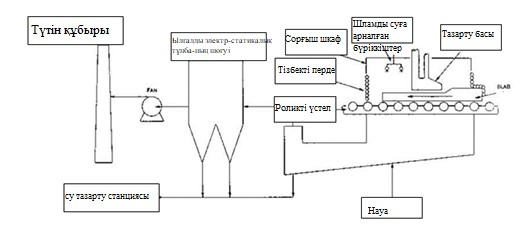 Түтін құбыры
Ылғалды электр-статикалық
тұнба-ның шөгуі
Сорғыш шкаф
Шламды суға
арналған
бүріккіштер
Тазарту басы
Тізбекті перде
Роликті үстел
FAN
SLAB
су тазарту станциясы
Науа